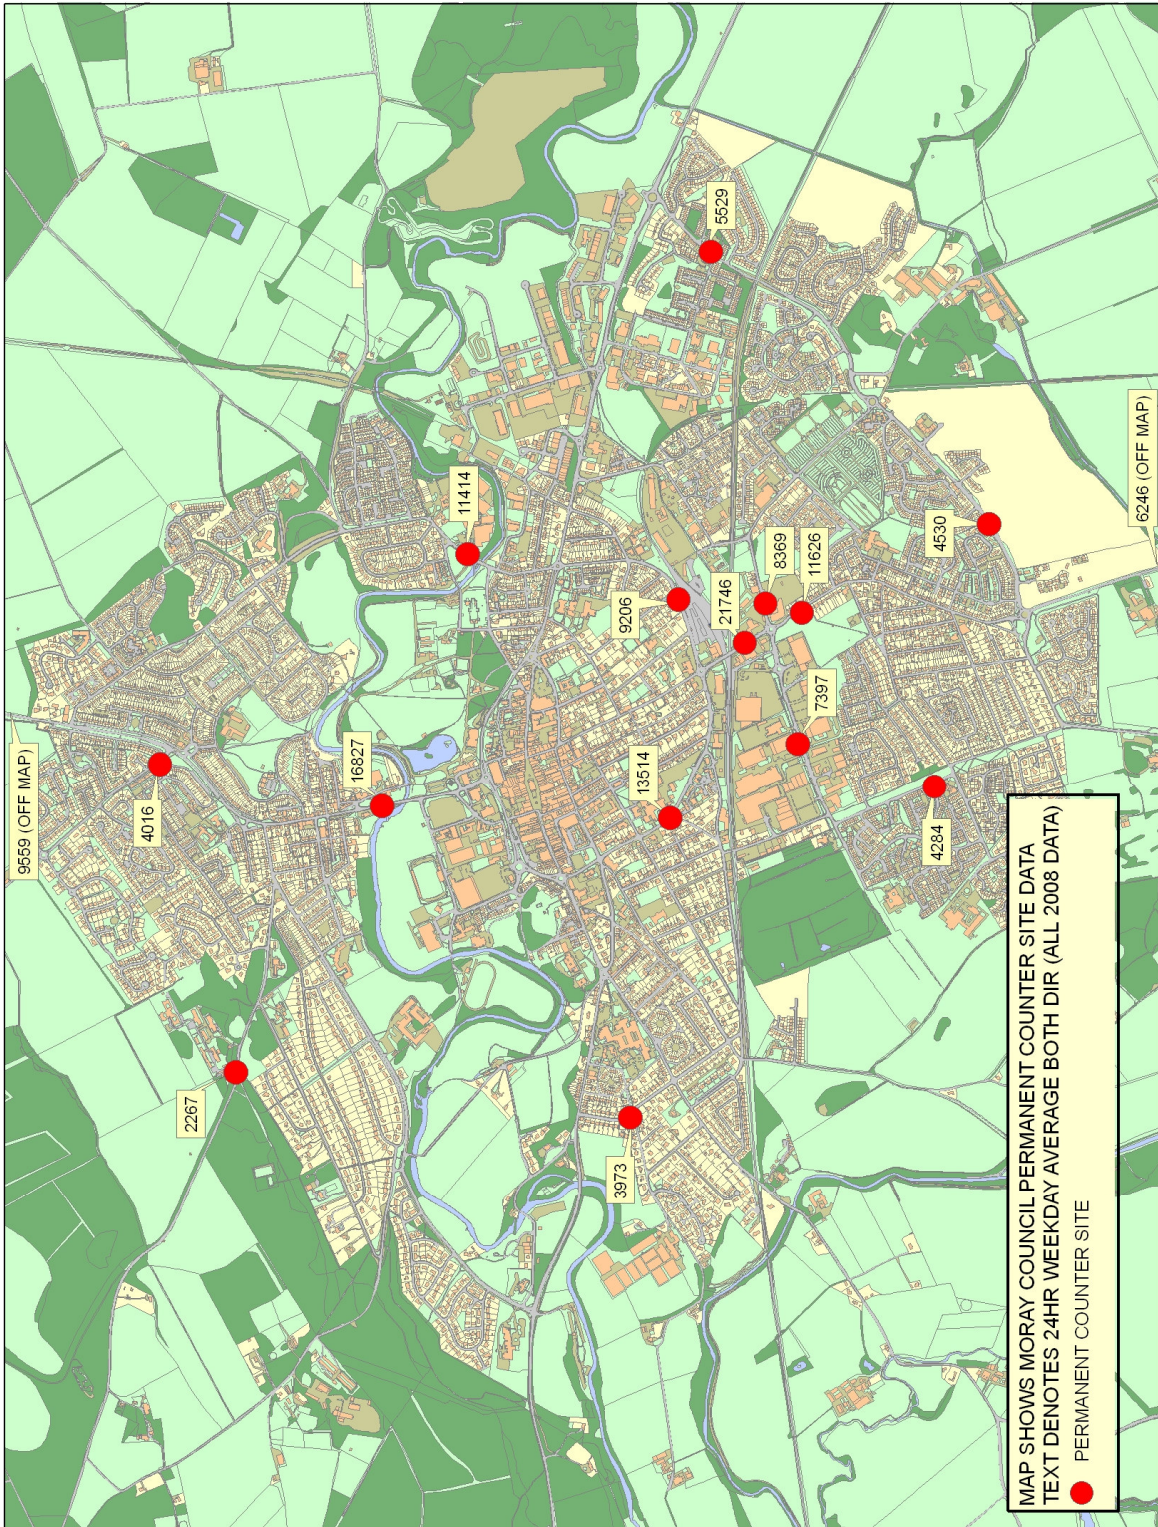 9559 (OFF MAP)
4016
2267
16827
11414
3973
9206
13514
5529
21746
8369
11626
7397
4284
4530
MAP SHOWS MORAY COUNCIL PERMANENT COUNTER SITE DATA
TEXT DENOTES 24HR WEEKDAY AVERAGE BOTH DIR (ALL 2008 DATA)
PERMANENT COUNTER SITE
6246 (OFF MAP)